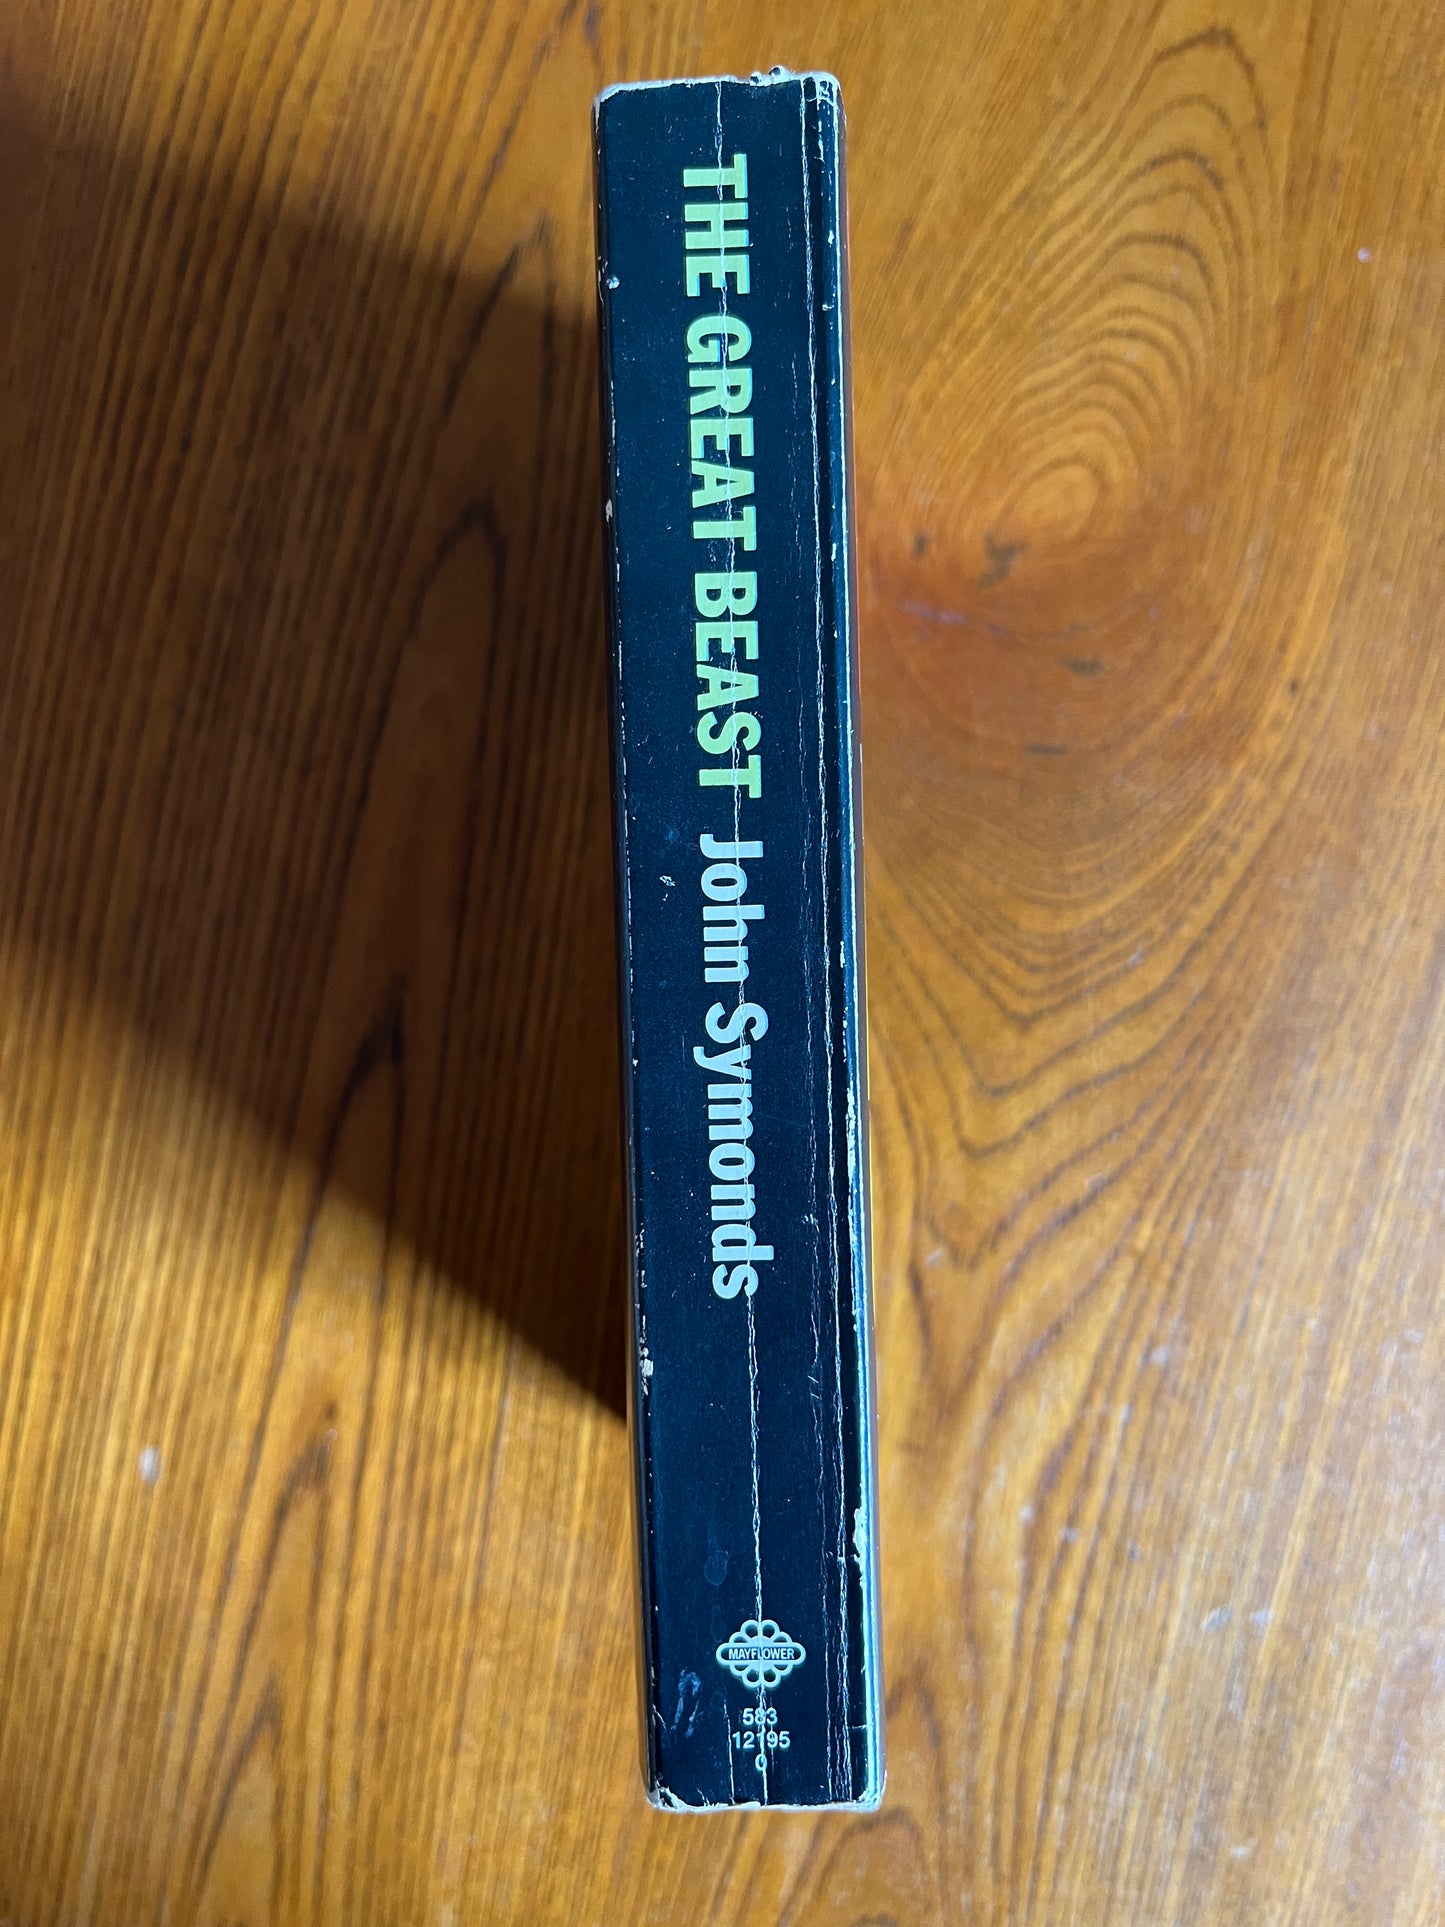 THE GREAT BEAST John Symonds
MAYFLOWER
583
12195
0